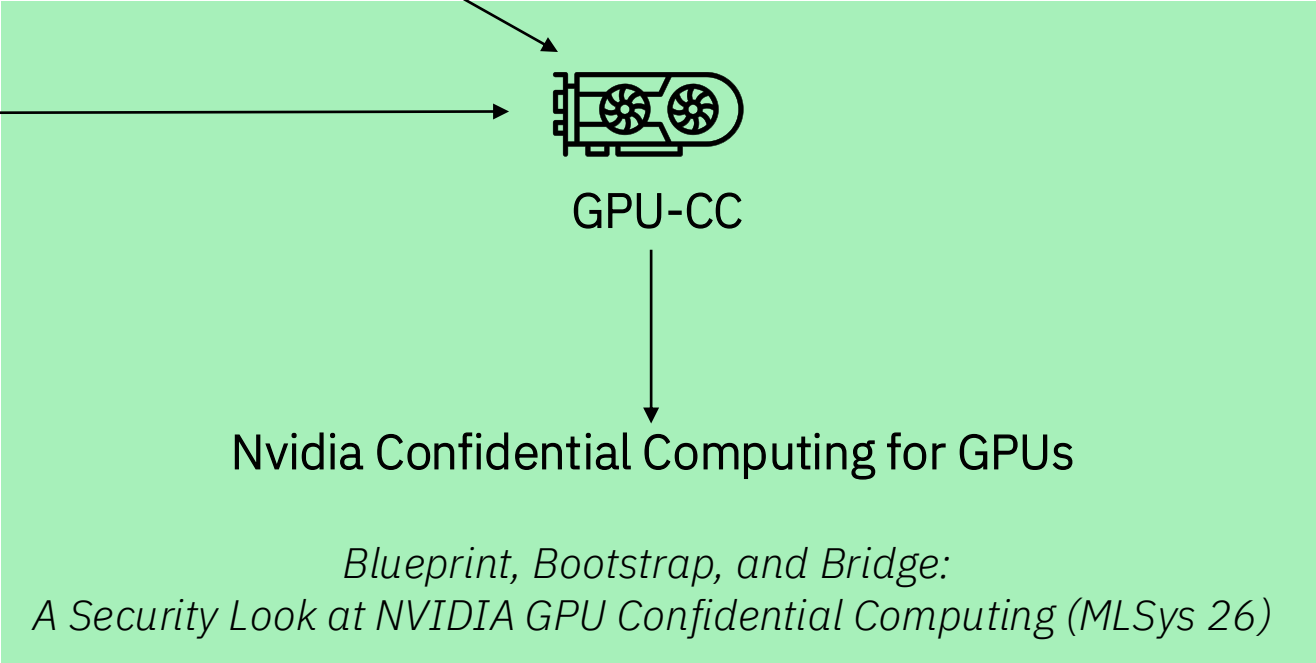 GPU-CC
Nvidia Confidential Computing for GPUs
Blueprint, Bootstrap, and Bridge:
A Security Look at NVIDIA GPU Confidential Computing (MLSys 26)